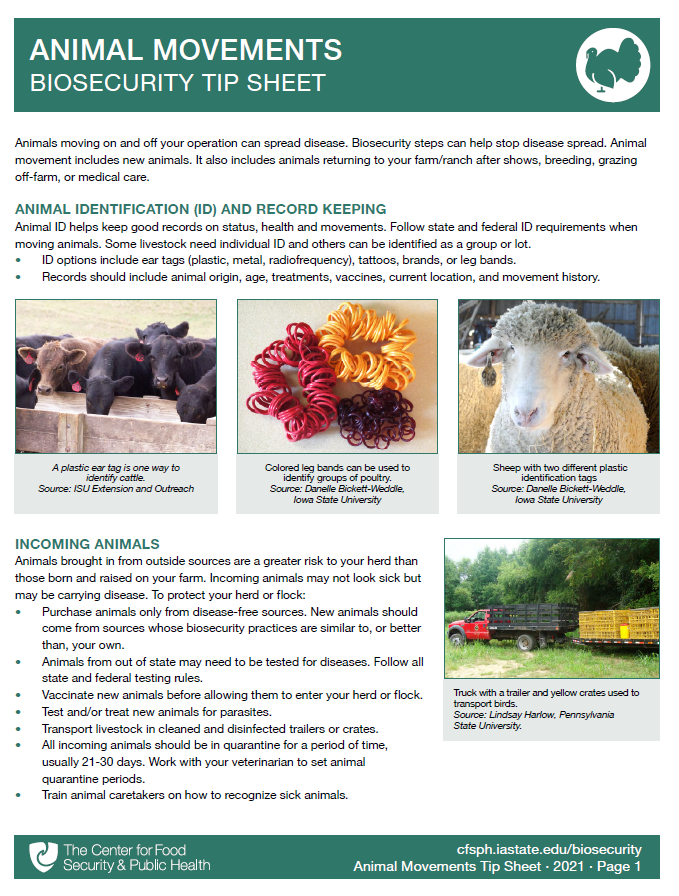 ANIMAL MOVEMENTS
BIOSECURITY TIP SHEET
Animals moving on and off your operation can spread disease. Biosecurity steps can help stop disease spread. Animal
movement includes new animals. It also includes animals returning to your farm/ranch after shows, breeding, grazing
off-farm, or medical care.
ANIMAL IDENTIFICATION (ID) AND RECORD KEEPING
Animal ID helps keep good records on status, health and movements. Follow state and federal ID requirements when
moving animals. Some livestock need individual ID and others can be identified as a group or lot.
• ID options include ear tags (plastic, metal, radiofrequency), tattoos, brands, or leg bands.
• Records should include animal origin, age, treatments, vaccines, current location, and movement history.
A plastic ear tag is one way to
identify cattle.
Source: ISU Extension and Outreach
Colored leg bands can be used to
identify groups of poultry.
Source: Danelle Bickett-Weddle,
Iowa State University
Sheep with two different plastic
identification tags
Source: Danelle Bickett-Weddle,
Iowa State University
INCOMING ANIMALS
Animals brought in from outside sources are a greater risk to your herd than
those born and raised on your farm. Incoming animals may not look sick but
may be carrying disease. To protect your herd or flock:
• Purchase animals only from disease-free sources. New animals should
come from sources whose biosecurity practices are similar to, or better
than, your own.
• Animals from out of state may need to be tested for diseases. Follow all
state and federal testing rules.
• Vaccinate new animals before allowing them to enter your herd or flock.
• Test and/or treat new animals for parasites.
• Transport livestock in cleaned and disinfected trailers or crates.
• All incoming animals should be in quarantine for a period of time,
usually 21-30 days. Work with your veterinarian to set animal
quarantine periods.
• Train animal caretakers on how to recognize sick animals.
Truck with a trailer and yellow crates used to
transport birds.
Source: Lindsay Harlow, Pennsylvania
State University.
The Center for Food
Security & Public Health
cfsph.iastate.edu/biosecurity
Animal Movements Tip Sheet · 2021 · Page 1